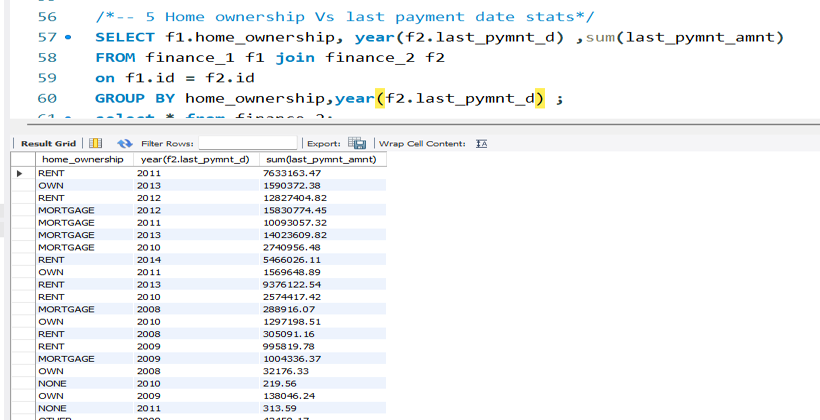 56 /*-- 5 Home ownership Vs last payment date stats*/
57 SELECT f1.home_ownership, year(f2.last_pymnt_d) ,sum(last_pymnt_amnt)
58 FROM finance_1 f1 join finance_2 f2
59 on f1.id = f2.id
60 GROUP BY home_ownership,year(f2.last_pymnt_d) ;
61 select * from finance_2;
Result Grid Filter Rows: Export: Wrap Cell Content: IA
home_ownership year(f2.last_pymnt_d) sum(last_pymnt_amnt)
RENT 2011 7633163.47
OWN 2013 1590372.38
RENT 2012 12827404.82
MORTGAGE 2012 15830774.45
MORTGAGE 2011 10093057.32
MORTGAGE 2013 14023609.82
MORTGAGE 2010 2740956.48
RENT 2014 5466026.11
OWN 2011 1569648.89
RENT 2013 9376122.54
RENT 2010 2574417.42
MORTGAGE 2008 288916.07
OWN 2010 1297198.51
RENT 2008 305091.16
RENT 2009 995819.78
MORTGAGE 2009 1004336.37
OWN 2008 32176.33
NONE 2010 219.56
OWN 2009 138046.24
NONE 2011 313.59
OTHER